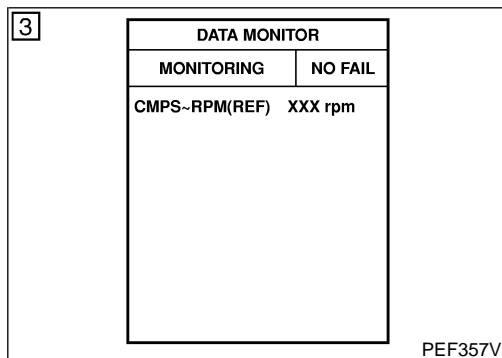 3
DATA MONITOR
MONITORING NO FAIL
CMPS~RPM(REF) XXX rpm
PEF357V